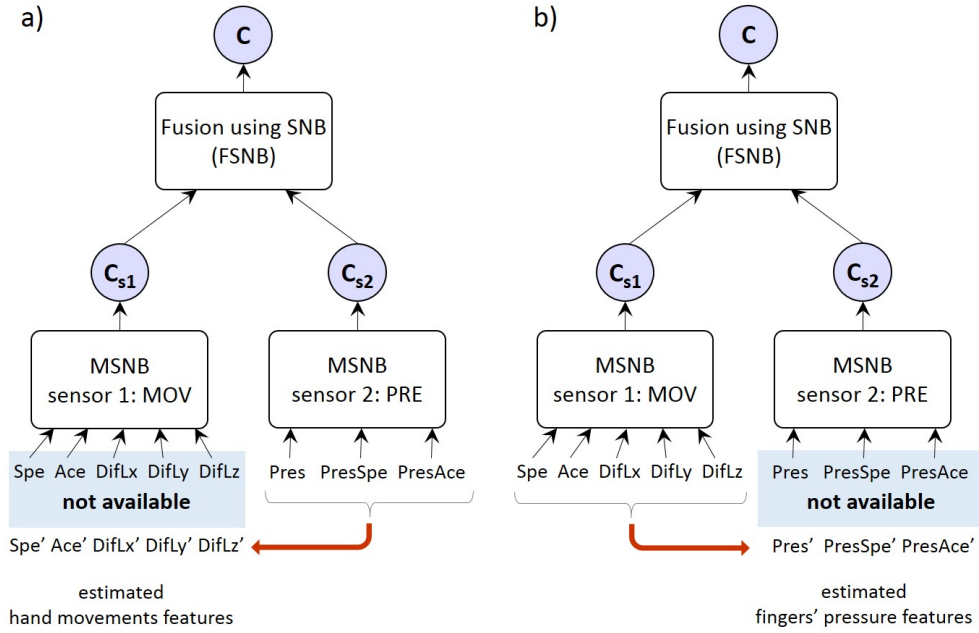 a)
C
Fusion using SNB
(FSNB)
Cs1
Cs2
MSNB
sensor 1: MOV
MSNB
sensor 2: PRE
Spe Ace DifLx DifLy DifLz
Pres PresSpe PresAce
not available
Spe’ Ace’ DifLx’ DifLy’ DifLz’
estimated
hand movements features
b)
C
Fusion using SNB
(FSNB)
Cs1
Cs2
MSNB
sensor 1: MOV
MSNB
sensor 2: PRE
Spe Ace DifLx DifLy DifLz
Pres PresSpe PresAce
not available
Pres’ PresSpe’ PresAce’
estimated
fingers’ pressure features